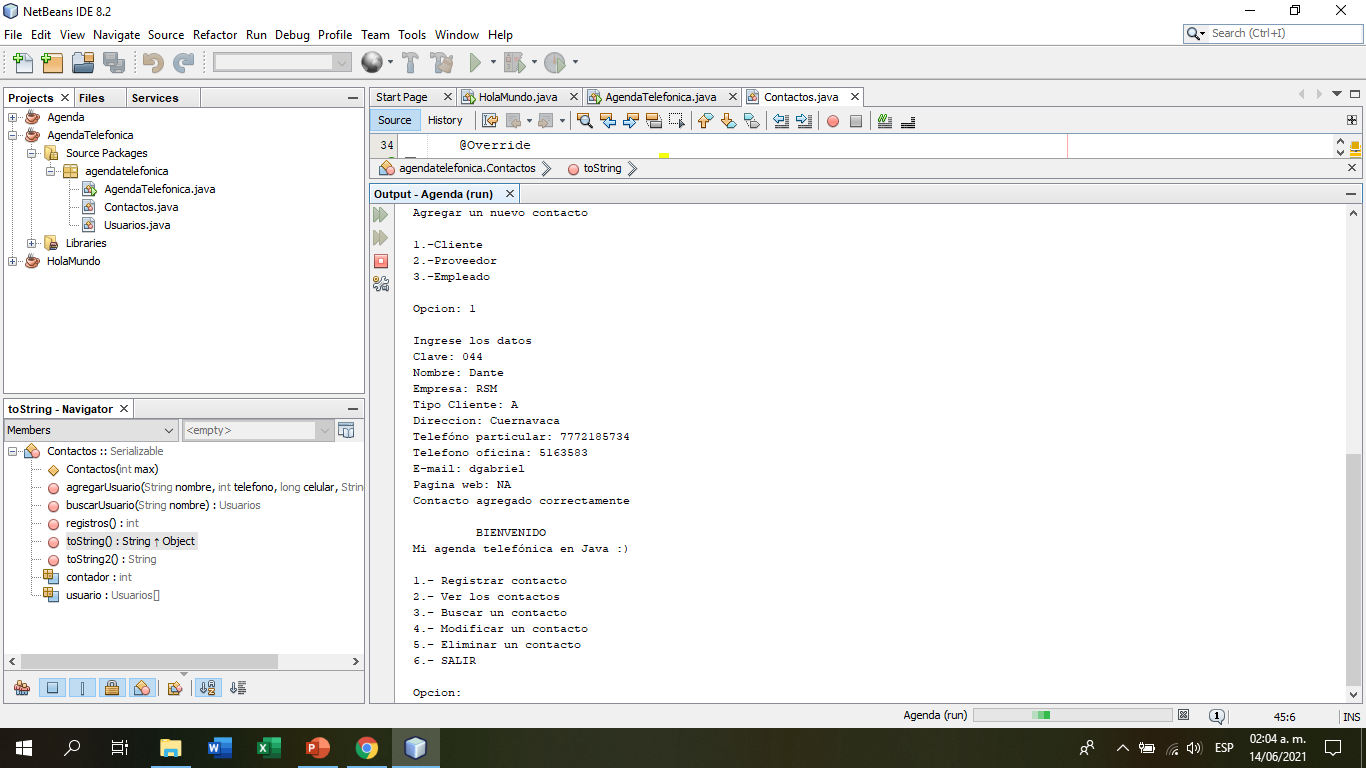 NetBeans IDE 8.2
File Edit View Navigate Source Refactor Run Debug Profile Team Tools Window Help
Search (Ctrl+I)
Projects Files Services
Agenda
AgendaTelefonica
Source Packages
agendatelefonica
AgendaTelefonica.java
Contactos.java
Usuarios.java
Libraries
HolaMundo
toString - Navigator
Members <empty>
Contactos :: Serializable
Contactos(int max)
agregarUsuario(String nombre, int telefono, long celular, Strin
buscarUsuario(String nombre) : Usuarios
registros() : int
toString() : String ↑ Object
toString2() : String
contador : int
usuario : Usuarios[]
Start Page HolaMundo.java AgendaTelefonica.java Contactos.java
Source History
34 @Override
agendatelefonica.Contactos toString
Output - Agenda (run)
Agregar un nuevo contacto
1.-Cliente
2.-Proveedor
3.-Empleado
Opcion: 1
Ingrese los datos
Clave: 044
Nombre: Dante
Empresa: RSM
Tipo Cliente: A
Direccion: Cuernavaca
Telefóno particular: 7772185734
Telefono oficina: 5163583
E-mail: dgabriel
Pagina web: NA
Contacto agregado correctamente
BIENVENIDO
Mi agenda telefónica en Java :)
1.- Registrar contacto
2.- Ver los contactos
3.- Buscar un contacto
4.- Modificar un contacto
5.- Eliminar un contacto
6.- SALIR
Opcion:
Agenda (run) 1 45:6 INS
ESP 02:04 a. m.
14/06/2021